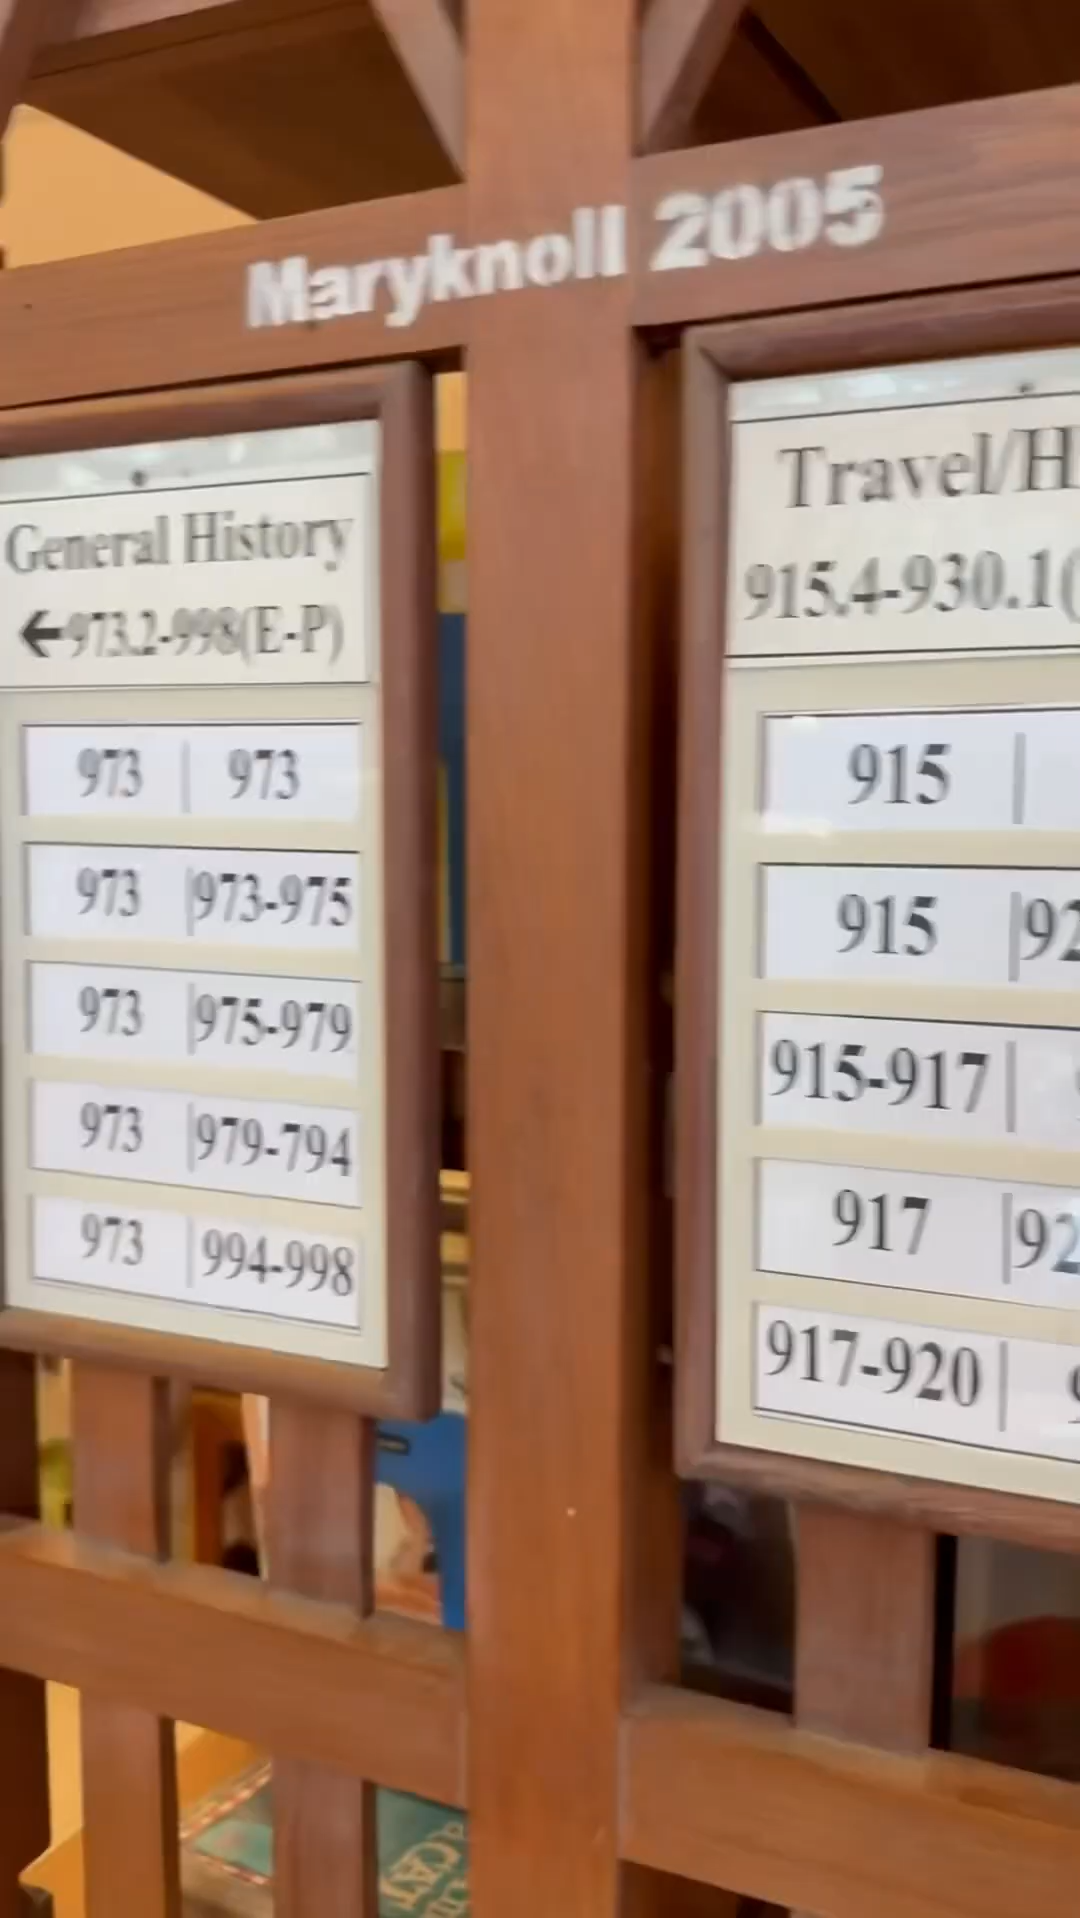 Maryknoll 2005
General History
←973.2-998(E-P)
973 | 973
973 |973-975
973 |975-979
973 |979-794
973 |994-998
Travel/H
915.4-930.1(
915 |
915 |92
915-917 |
917 |92
917-920 |
CAT